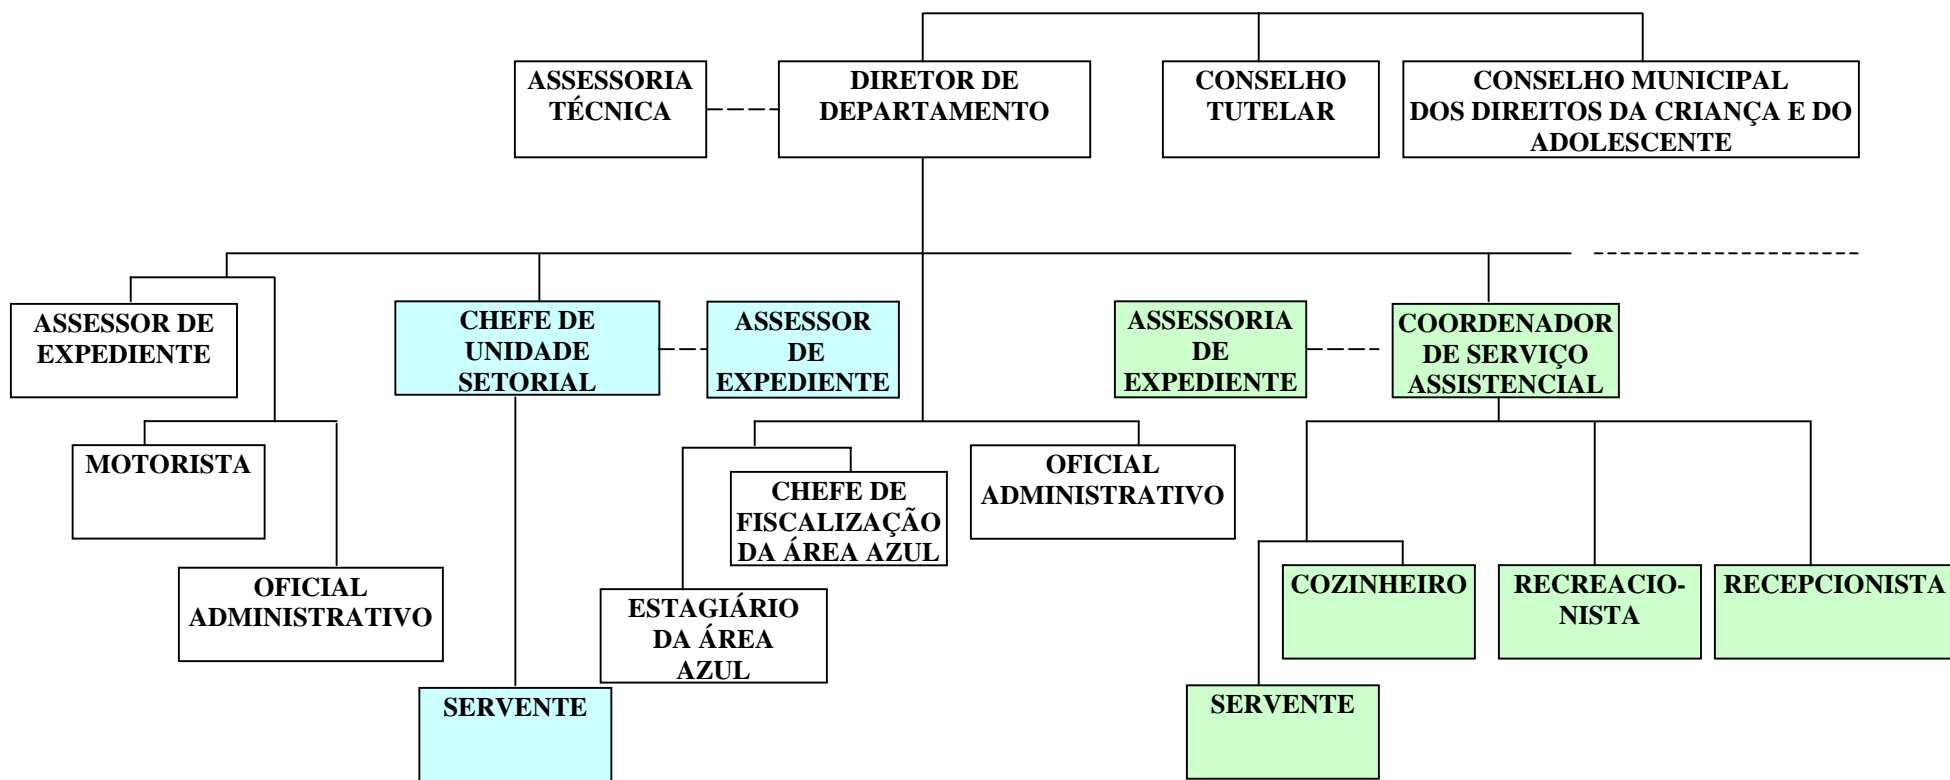 ASSESSORIA
TÉCNICA
DIRETOR DE
DEPARTAMENTO
CONSELHO
TUTELAR
CONSELHO MUNICIPAL
DOS DIREITOS DA CRIANÇA E DO
ADOLESCENTE
ASSESSOR DE
EXPEDIENTE
CHEFE DE
UNIDADE
SETORIAL
ASSESSOR
DE
EXPEDIENTE
ASSESSORIA
DE
EXPEDIENTE
COORDENADOR
DE SERVIÇO
ASSISTENCIAL
MOTORISTA
CHEFE DE
FISCALIZAÇÃO
DA ÁREA AZUL
OFICIAL
ADMINISTRATIVO
OFICIAL
ADMINISTRATIVO
ESTAGIÁRIO
DA ÁREA
AZUL
COZINHEIRO
RECREACIO-
NISTA
RECEPCIONISTA
SERVENTE
SERVENTE